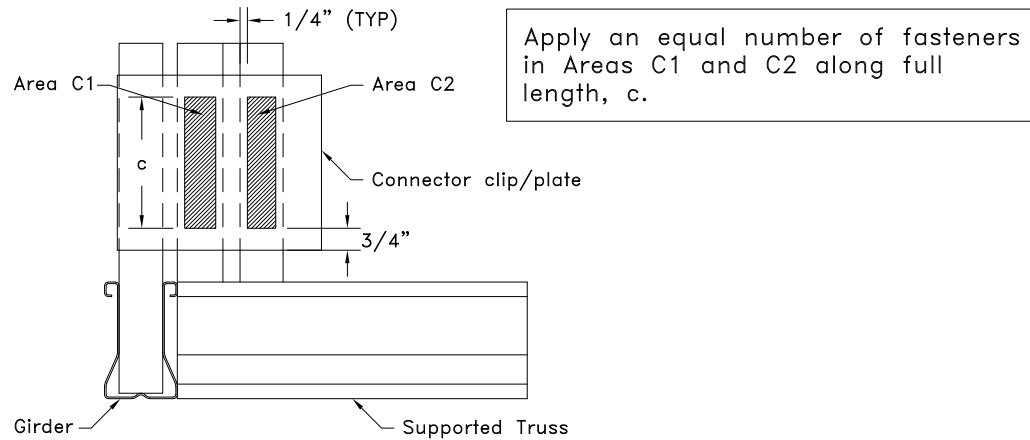 1/4" (TYP)
Apply an equal number of fasteners
in Areas C1 and C2 along full
length, c.
Area C1
Area C2
c
Connector clip/plate
3/4"
Girder
Supported Truss